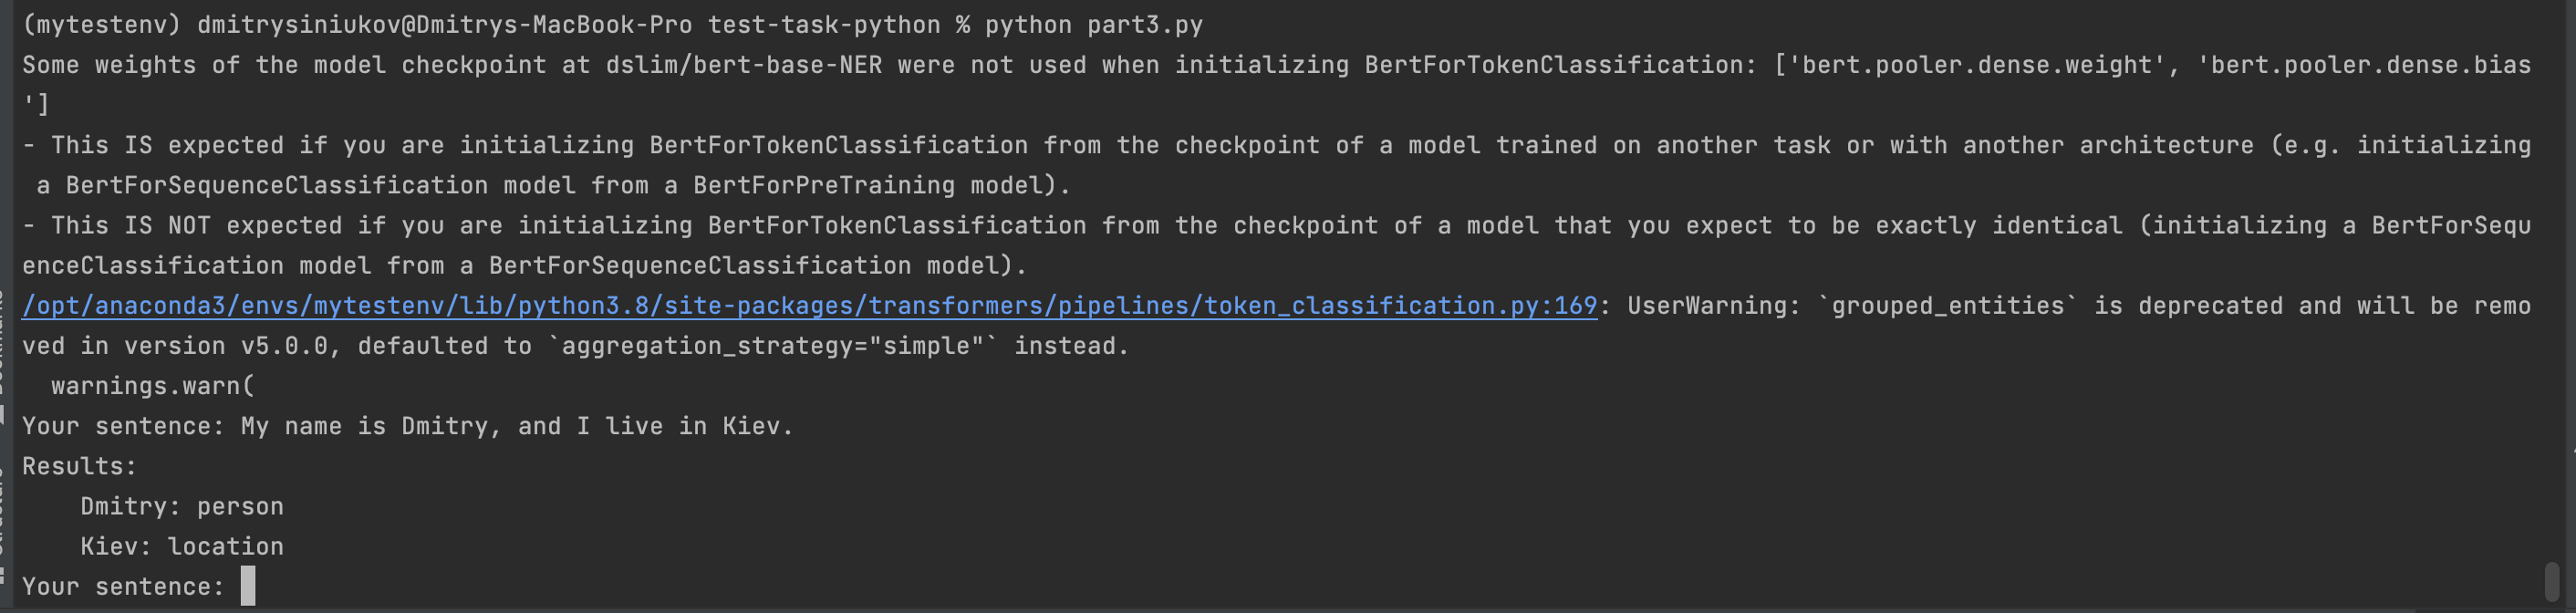 (mytestenv) dmitrysiniukov@Dmitrys-MacBook-Pro test-task-python % python part3.py
Some weights of the model checkpoint at dslim/bert-base-NER were not used when initializing BertForTokenClassification: ['bert.pooler.dense.weight', 'bert.pooler.dense.bias
']
- This IS expected if you are initializing BertForTokenClassification from the checkpoint of a model trained on another task or with another architecture (e.g. initializing
 a BertForSequenceClassification model from a BertForPreTraining model).
- This IS NOT expected if you are initializing BertForTokenClassification from the checkpoint of a model that you expect to be exactly identical (initializing a BertForSequ
enceClassification model from a BertForSequenceClassification model).
/opt/anaconda3/envs/mytestenv/lib/python3.8/site-packages/transformers/pipelines/token_classification.py:169: UserWarning: `grouped_entities` is deprecated and will be remo
ved in version v5.0.0, defaulted to `aggregation_strategy="simple"` instead.
  warnings.warn(
Your sentence: My name is Dmitry, and I live in Kiev.
Results:
    Dmitry: person
    Kiev: location
Your sentence: